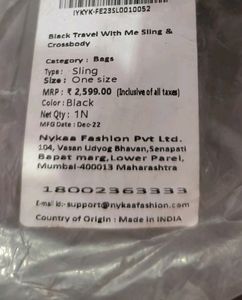 IYKYK-FE23SL0010052
Black Travel With Me Sling &
Crossbody
Category : Bags
Type : Sling
Size : One size
MRP : ₹ 2,599.00 (Inclusive of all taxes)
Color : Black
Net Qty : 1N
MFG Date : Dec-22
Nykaa Fashion Pvt Ltd.
104, Vasan Udyog Bhavan,Senapati
Bapat marg,Lower Parel,
Mumbai-400013 Maharashtra
18002363333
E-mail id:- support@nykaafashion.com
Country of Origin : Made in INDIA